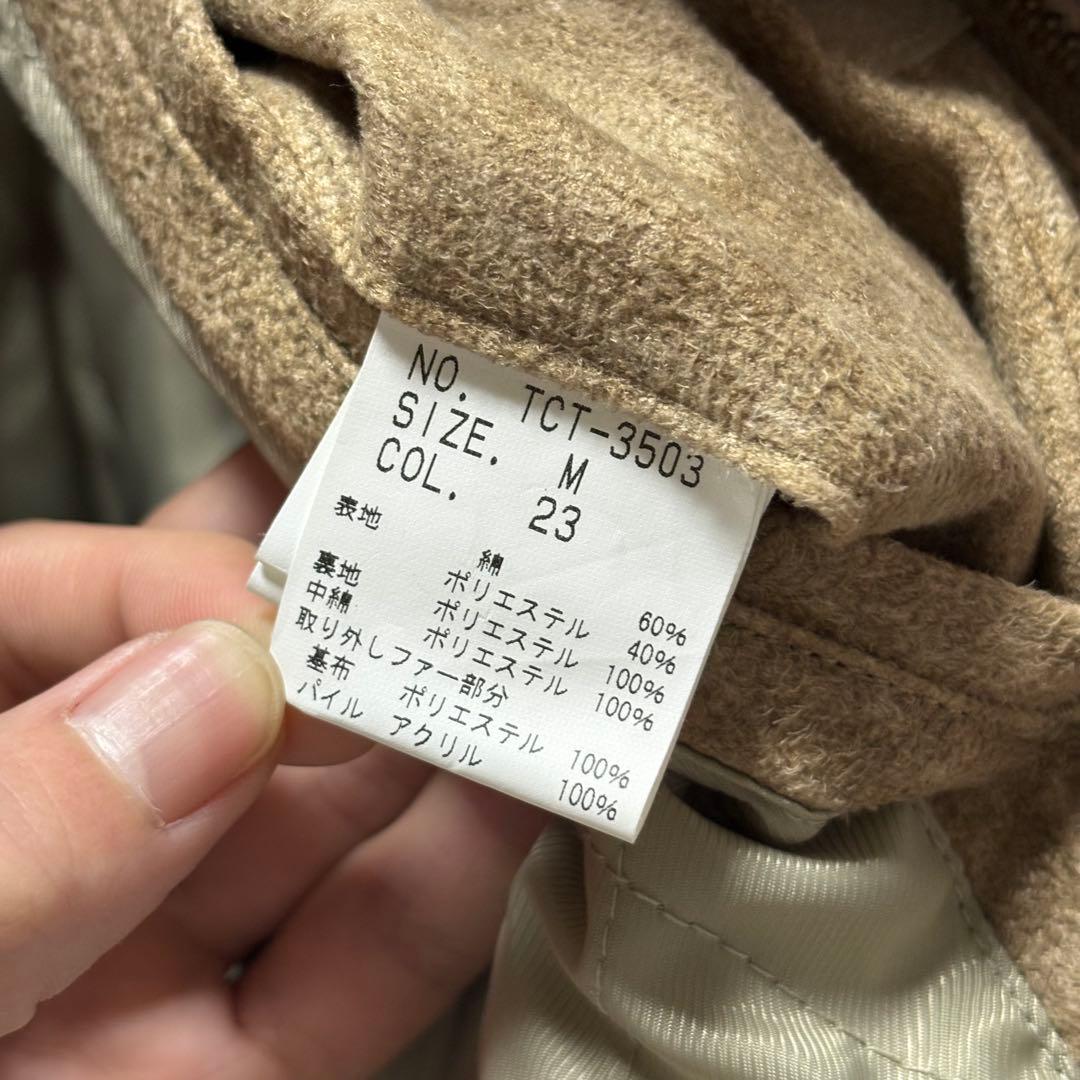 NO. TCT-3503
SIZE. M
COL. 23
表地 綿 60%
ポリエステル 40%
裏地 ポリエステル 100%
中綿 ポリエステル 100%
取り外しファー部分
基布 ポリエステル 100%
パイル アクリル 100%